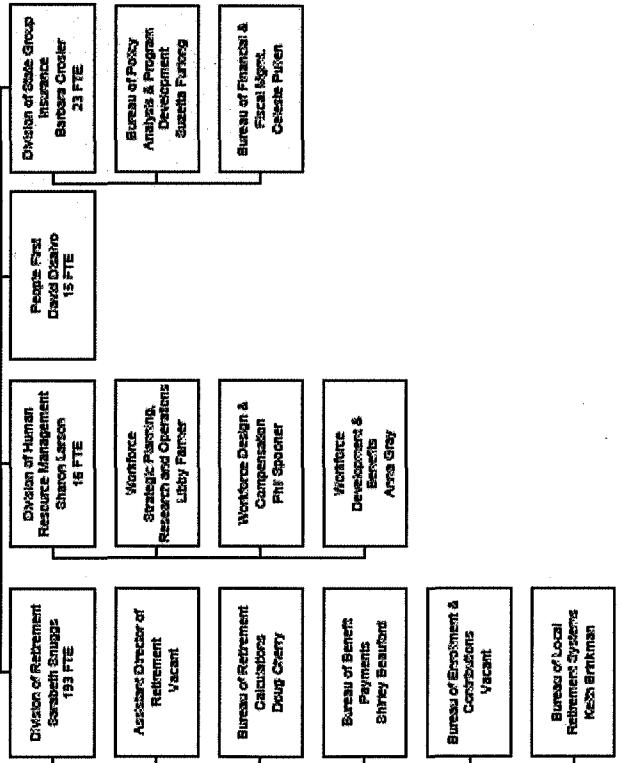 Division of State Group
Insurance
Barbara Crosier
23 FTE
Bureau of Policy
Analysis & Program
Development
Suzetta Furlong
Bureau of Financial &
Fiscal Mgmt.
Celeste Pullen
People First
David DiSalvo
15 FTE
Division of Human
Resource Management
Sharon Larson
16 FTE
Workforce
Strategic Planning,
Research and Operations
Libby Farmer
Workforce Design &
Compensation
Phil Spooner
Workforce
Development &
Benefits
Anna Gray
Division of Retirement
Sarabeth Snuggs
193 FTE
Assistant Director of
Retirement
Vacant
Bureau of Retirement
Calculations
Doug Cherry
Bureau of Benefit
Payments
Shirley Beauford
Bureau of Enrollment &
Contributions
Vacant
Bureau of Local
Retirement Systems
Keith Brinkman